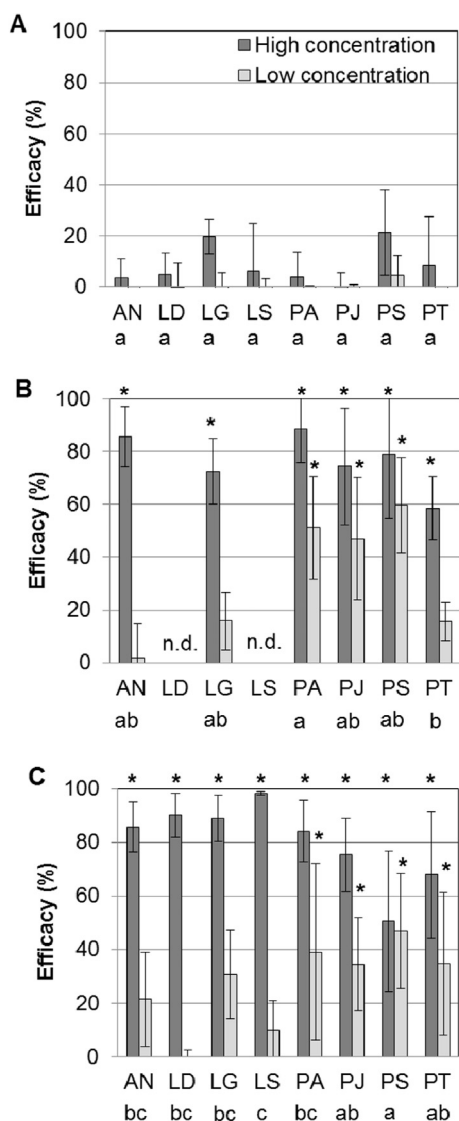 A
100
80
60
40
20
0
Efficacy (%)
High concentration
Low concentration
AN LD LG LS PA PJ PS PT
a a a a a a a a
B
100
80
60
40
20
0
Efficacy (%)
* * * * * * * * *
n.d. n.d.
AN LD LG LS PA PJ PS PT
ab ab a ab ab b
C
100
80
60
40
20
0
Efficacy (%)
* * * * * * * *
* * * *
AN LD LG LS PA PJ PS PT
bc bc bc c bc ab a ab